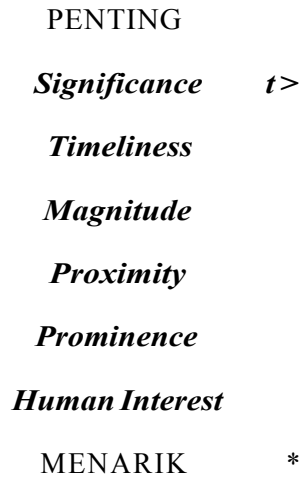 PENTING
Significance t>
Timeliness
Magnitude
Proximity
Prominence
Human Interest
MENARIK *